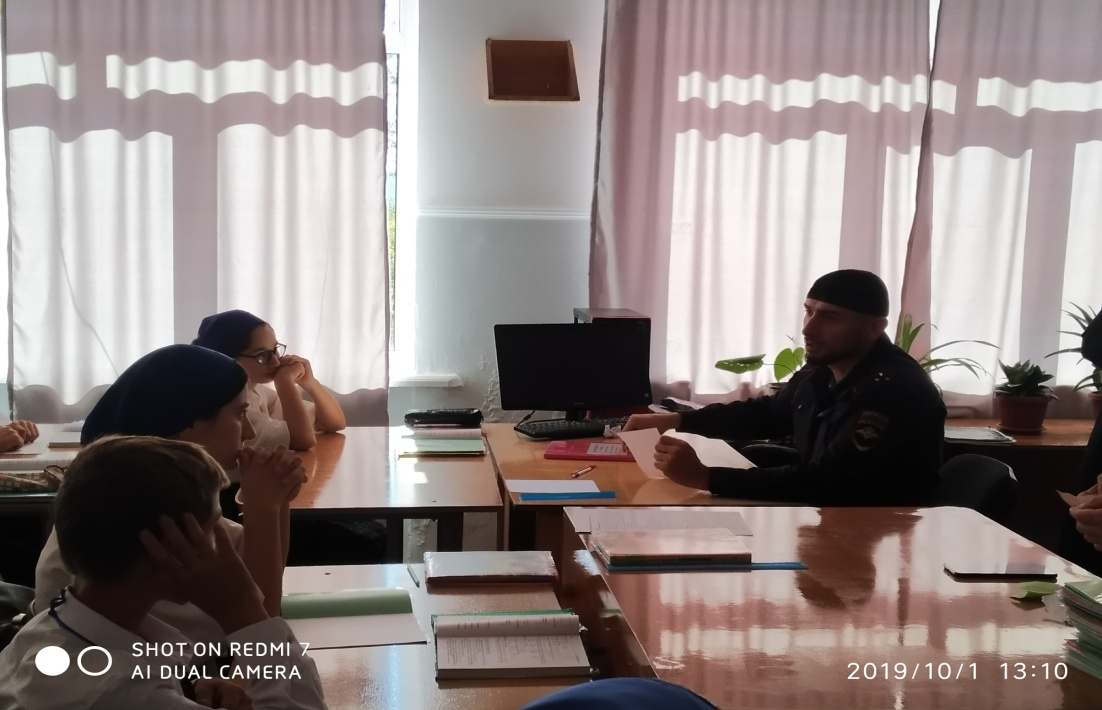 SHOT ON REDMI 7
AI DUAL CAMERA
2019/10/1 13:10